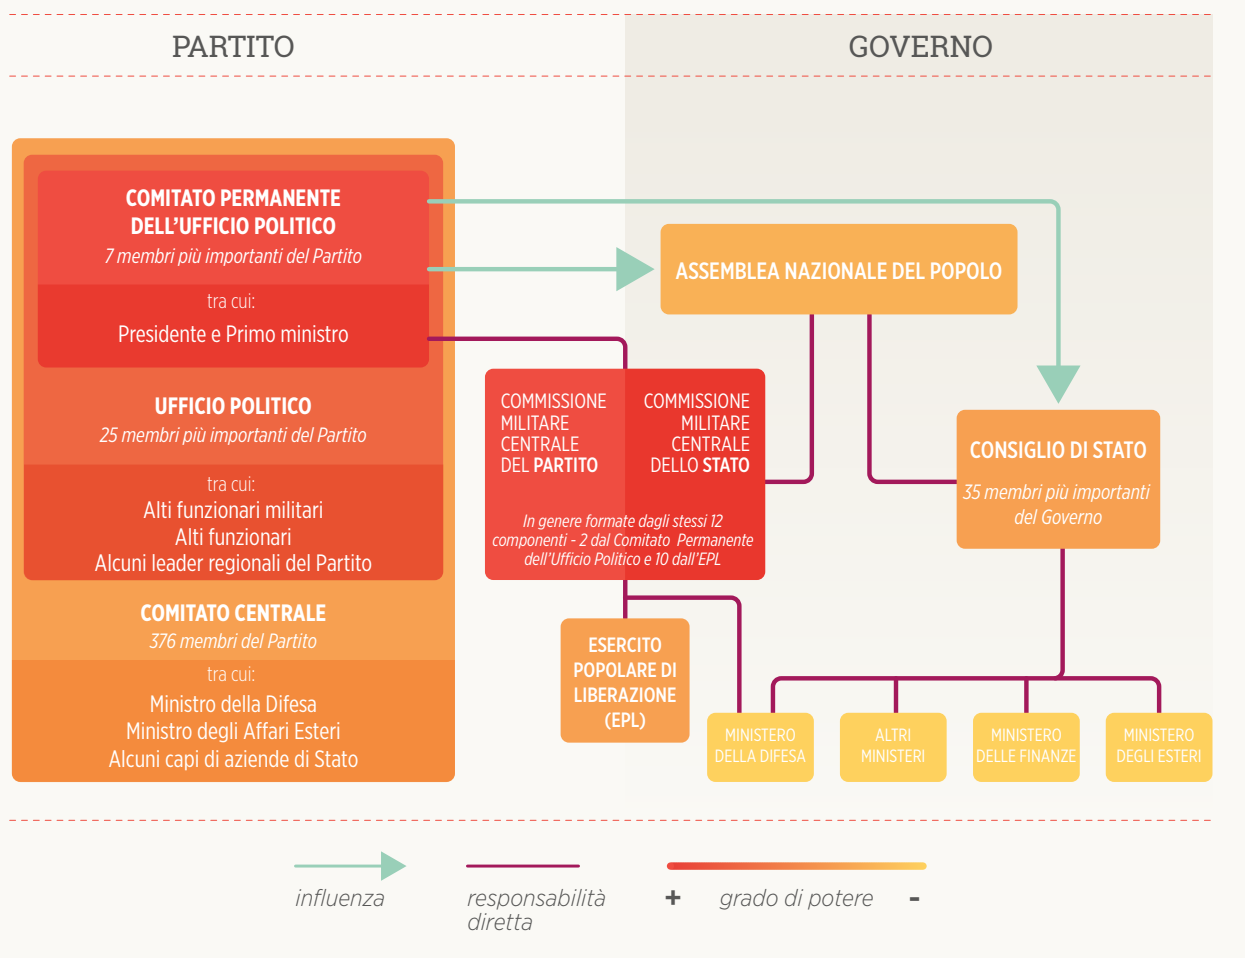 PARTITO
GOVERNO
COMITATO PERMANENTE
DELL'UFFICIO POLITICO
7 membri più importanti del Partito
tra cui:
Presidente e Primo ministro
UFFICIO POLITICO
25 membri più importanti del Partito
tra cui:
Alti funzionari militari
Alti funzionari
Alcuni leader regionali del Partito
COMITATO CENTRALE
376 membri del Partito
tra cui:
Ministro della Difesa
Ministro degli Affari Esteri
Alcuni capi di aziende di Stato
ASSEMBLEA NAZIONALE DEL POPOLO
COMMISSIONE
MILITARE
CENTRALE
DEL PARTITO
COMMISSIONE
MILITARE
CENTRALE
DELLO STATO
In genere formate dagli stessi 12
componenti - 2 dal Comitato Permanente
dell'Ufficio Politico e 10 dall'EPL
CONSIGLIO DI STATO
35 membri più importanti
del Governo
ESERCITO
POPOLARE DI
LIBERAZIONE
(EPL)
MINISTERO
DELLA DIFESA
ALTRI
MINISTERI
MINISTERO
DELLE FINANZE
MINISTERO
DEGLI ESTERI
influenza
responsabilità
diretta
+ grado di potere -